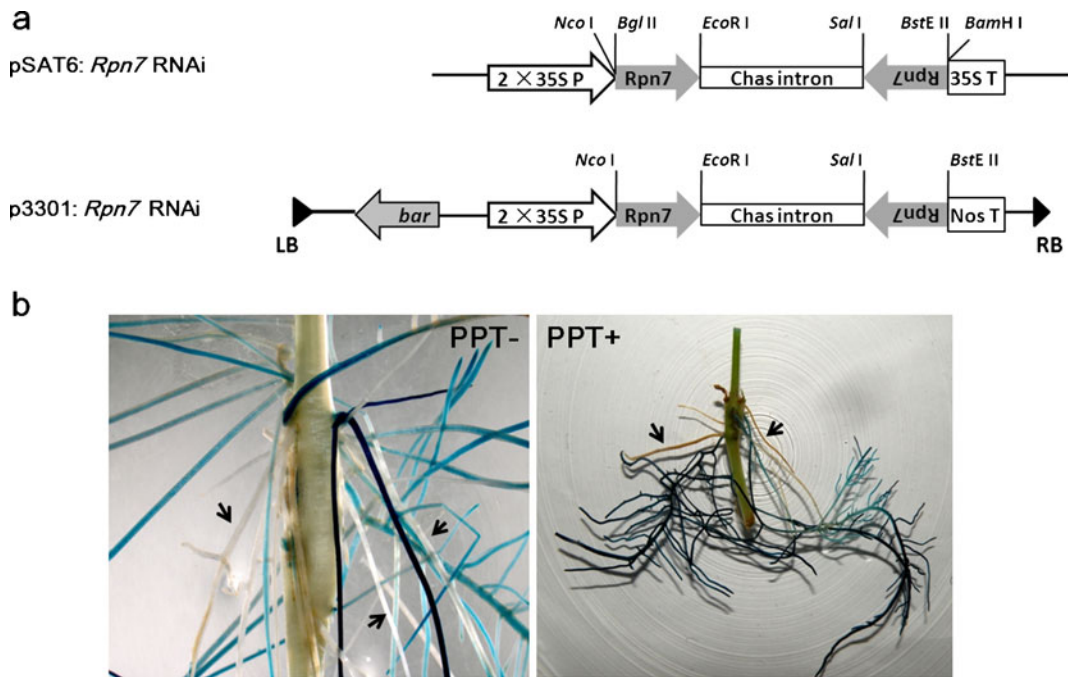 a
Nco I Bgl II EcoR I Sal I BstE II BamH I
pSAT6: Rpn7 RNAi
2 ×35S P Rpn7 Chas intron Rpn7 35S T
Nco I EcoR I Sal I BstE II
p3301: Rpn7 RNAi
bar 2 ×35S P Rpn7 Chas intron Rpn7 Nos T
LB RB
b
PPT- PPT+